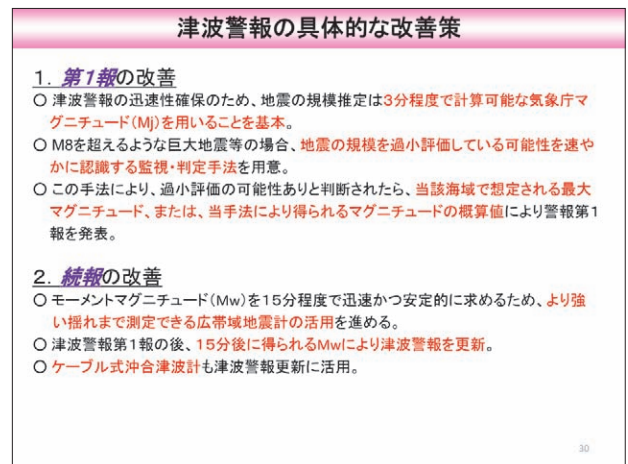 津波警報の具体的な改善策
１．第1報の改善
○ 津波警報の迅速性確保のため、地震の規模推定は3分程度で計算可能な気象庁マ
グニチュード(Mj)を用いることを基本。
○ M8を超えるような巨大地震等の場合、地震の規模を過小評価している可能性を速や
かに認識する監視・判定手法を用意。
○ この手法により、過小評価の可能性ありと判断されたら、当該海域で想定される最大
マグニチュード、または、当手法により得られるマグニチュードの概算値により警報第1
報を発表。
２．続報の改善
○ モーメントマグニチュード(Mw)を15分程度で迅速かつ安定的に求めるため、より強
い揺れまで測定できる広帯域地震計の活用を進める。
○ 津波警報第1報の後、15分後に得られるMwにより津波警報を更新。
○ ケーブル式沖合津波計も津波警報更新に活用。
30